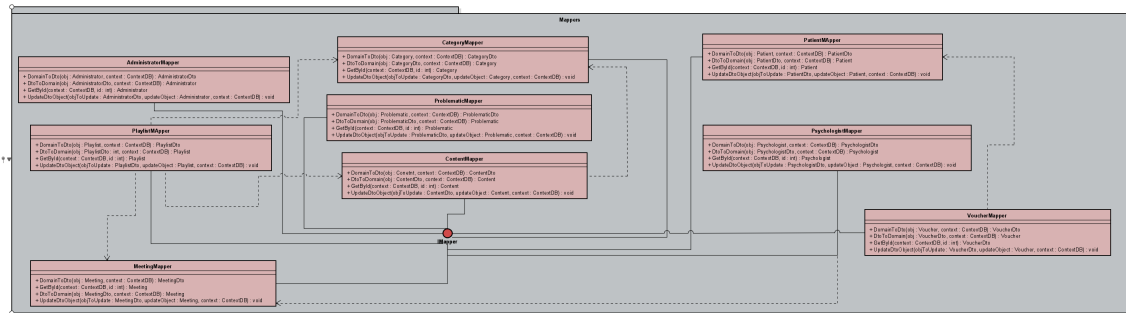 Mappers
CategoryMapper
+ DomainToDto(obj : Category, context : ContextDB) : CategoryDto
+ DtoToDomain(obj : CategoryDto, context : ContextDB) : Category
+ GetById(context : ContextDB, id : int) : Category
+ UpdateDtoObject(objToUpdate : CategoryDto, updateObject : Category, context : ContextDB) : void
PatientMApper
+ DomainToDto(obj : Patient, context : ContextDB) : PatientDto
+ DtoToDomain(obj : PatientDto, context : ContextDB) : Patient
+ GetById(context : ContextDB, id : int) : Patient
+ UpdateDtoObject(objToUpdate : PatientDto, updateObject : Patient, context : ContextDB) : void
AdministratorMapper
+ DomainToDto(obj : Administrator, context : ContextDB) : AdministratorDto
+ DtoToDomain(obj : AdministratorDto, context : ContextDB) : Administrator
+ GetById(context : ContextDB, id : int) : Administrator
+ UpdateDtoObject(objToUpdate : AdministratorDto, updateObject : Administrator, context : ContextDB) : void
ProblematicMapper
+ DomainToDto(obj : Problematic, context : ContextDB) : ProblematicDto
+ DtoToDomain(obj : ProblematicDto, context : ContextDB) : Problematic
+ GetById(context : ContextDB, id : int) : Problematic
+ UpdateDtoObject(objToUpdate : ProblematicDto, updateObject : Problematic, context : ContextDB) : void
PlaylistMApper
+ DomainToDto(obj : Playlist, context : ContextDB) : PlaylistDto
+ DtoToDomain(obj : PlaylistDto : int, context : ContextDB) : Playlist
+ GetById(context : ContextDB, id : int) : Playlist
+ UpdateDtoObject(objToUpdate : PlaylistDto, updateObject : Playlist, context : ContextDB) : void
PsychologistMApper
+ DomainToDto(obj : Psychologist, context : ContextDB) : PsychologistDto
+ DtoToDomain(obj : PsychologistDto, context : ContextDB) : Psychologist
+ GetById(context : ContextDB, id : int) : Psychologist
+ UpdateDtoObject(objToUpdate : PsychologistDto, updateObject : Psychologist, context : ContextDB) : void
ContentMapper
+ DomainToDto(obj : Constnt, context : ContextDB) : ContentDto
+ DtoToDomain(obj : ContentDto, context : ContextDB) : Content
+ GetById(context : ContextDB, id : int) : Content
+ UpdateDtoObject(objToUpdate : ContentDto, updateObject : Content, context : ContextDB) : void
VoucherMapper
+ DomainToDto(obj : Voucher, context : ContextDB) : VoucherDto
+ DtoToDomain(obj : VoucherDto, context : ContextDB) : Voucher
+ GetById(context : ContextDB, id : int) : VoucherDto
+ UpdateDtoObject(objToUpdate : VoucherDto, updateObject : Voucher, context : ContextDB) : void
IMapper
MeetingMapper
+ DomainToDto(obj : Meeting, context : ContextDB) : MeetingDto
+ GetById(context : ContextDB, id : int) : Meeting
+ DtoToDomain(obj : MeetingDto, context : ContextDB) : Meeting
+ UpdateDtoObject(objToUpdate : MeetingDto, updateObject : Meeting, context : ContextDB) : void